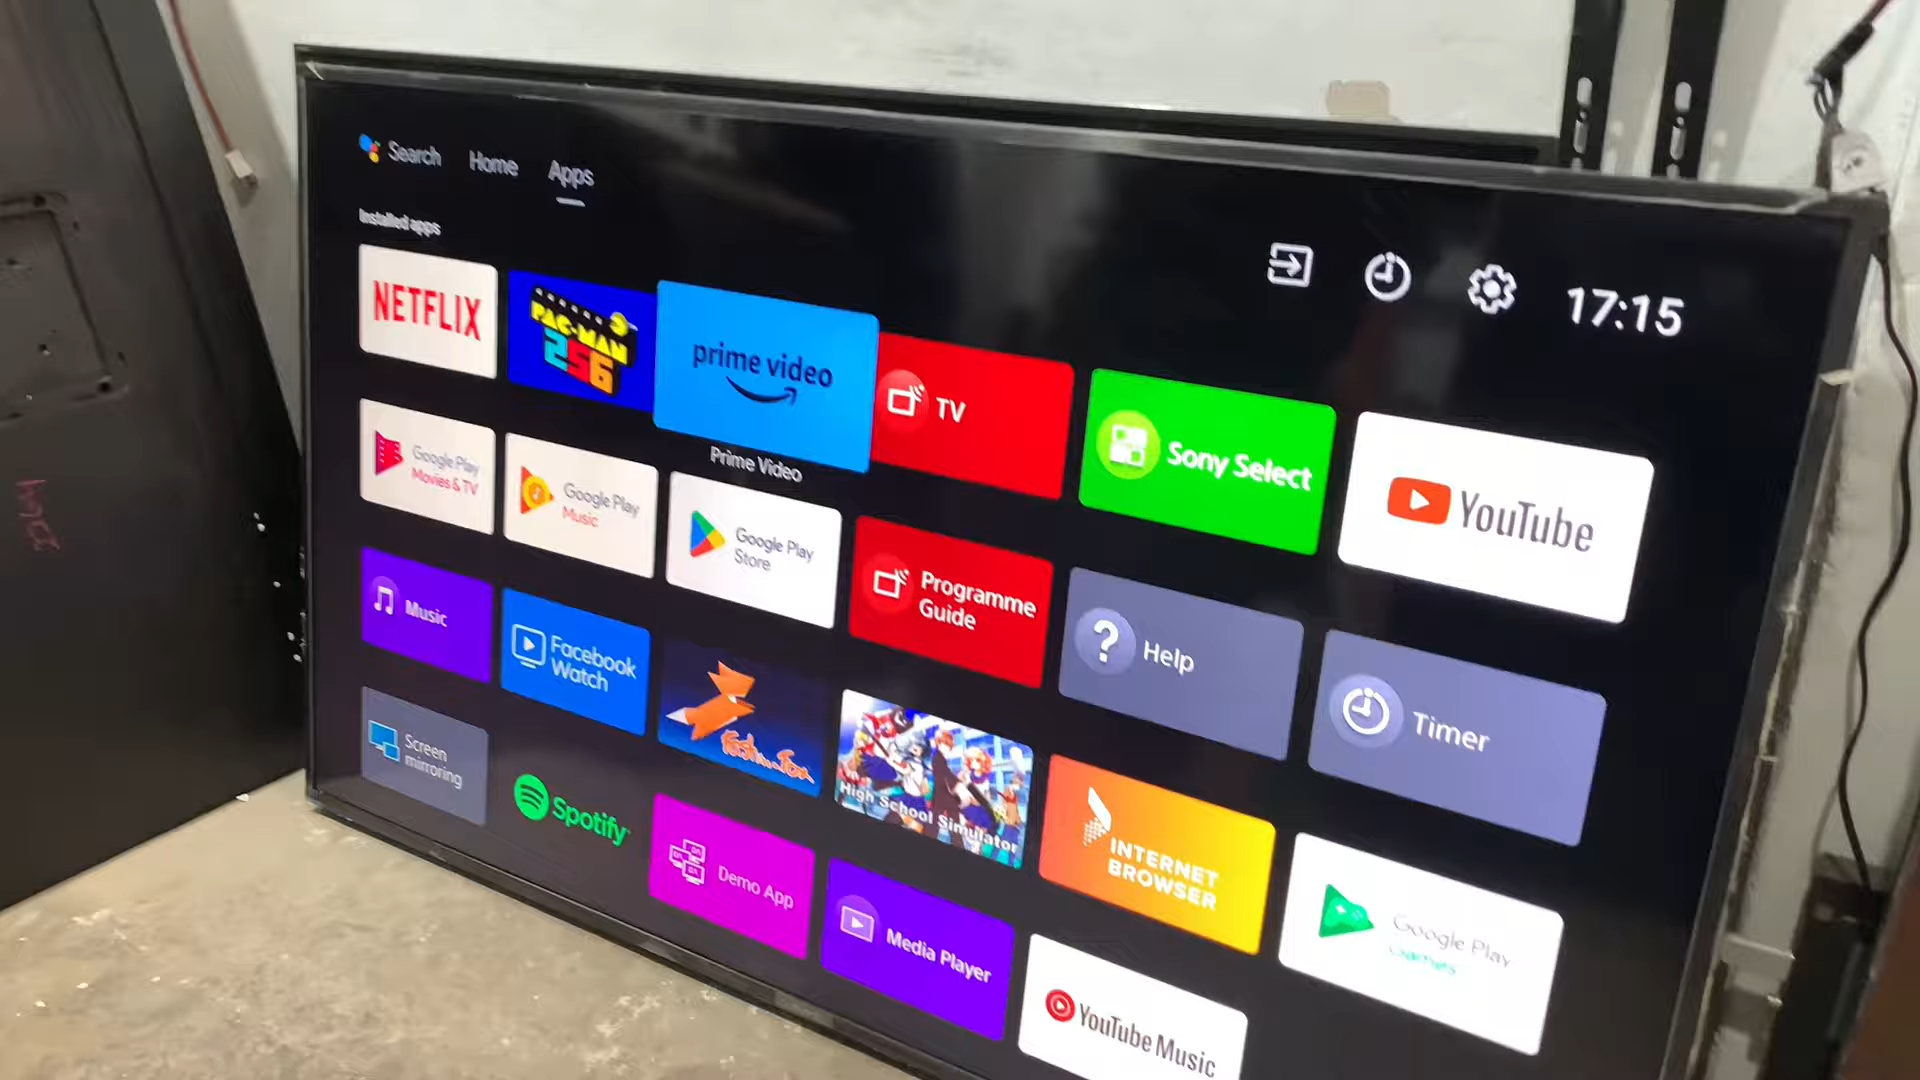 Search Home Apps
Installed apps
17:15
NETFLIX
PAC-MAN
256
prime video
Prime Video
TV
Sony Select
YouTube
Google Play
Movies & TV
Google Play
Music
Google Play
Store
Programme
Guide
Help
Timer
Music
Facebook
Watch
High School Simulator
INTERNET
BROWSER
Google Play
Games
Screen
mirroring
Spotify
Demo App
Media Player
YouTube Music